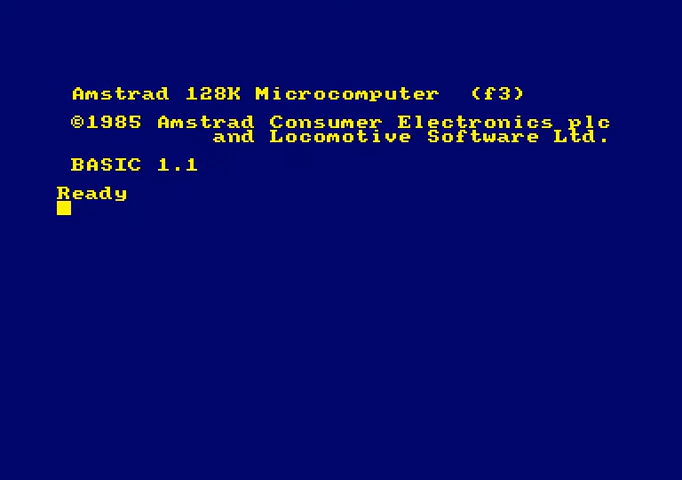 Amstrad 128K Microcomputer (f3)
©1985 Amstrad Consumer Electronics plc
and Locomotive Software Ltd.
BASIC 1.1
Ready